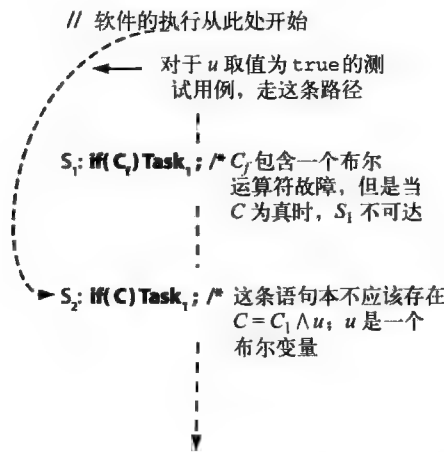 // 软件的执行从此处开始
对于 u 取值为 true 的测
试用例，走这条路径
S₁: if(C_f) Task₁ ; /* C_f 包含一个布尔
运算符故障，但是当
C 为真时，S₁ 不可达
S₂: if(C) Task₁ ; /* 这条语句本不应该存在
C = C₁ ∧ u；u 是一个
布尔变量